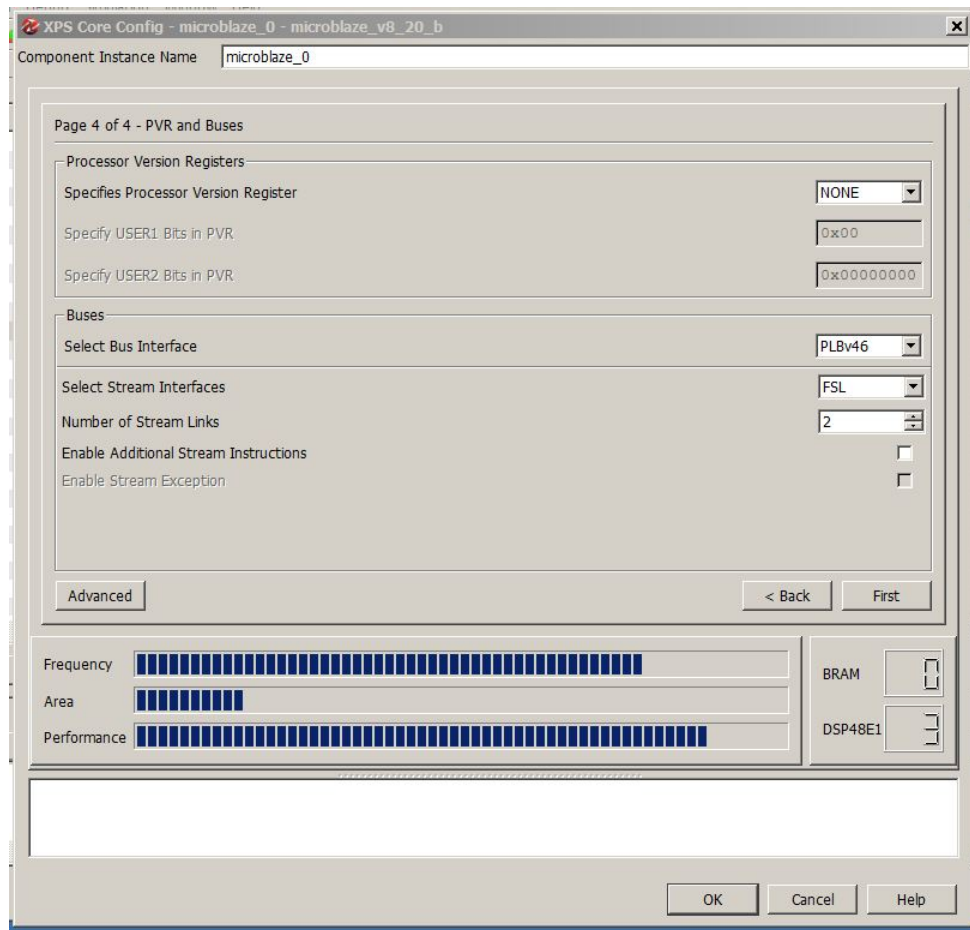 XPS Core Config - microblaze_0 - microblaze_v8_20_b
Component Instance Name microblaze_0
Page 4 of 4 - PVR and Buses
Processor Version Registers
Specifies Processor Version Register NONE
Specify USER1 Bits in PVR 0x00
Specify USER2 Bits in PVR 0x00000000
Buses
Select Bus Interface PLBv46
Select Stream Interfaces FSL
Number of Stream Links 2
Enable Additional Stream Instructions
Enable Stream Exception
Advanced < Back First
Frequency
BRAM 0
Area
Performance
DSP48E1 3
OK Cancel Help